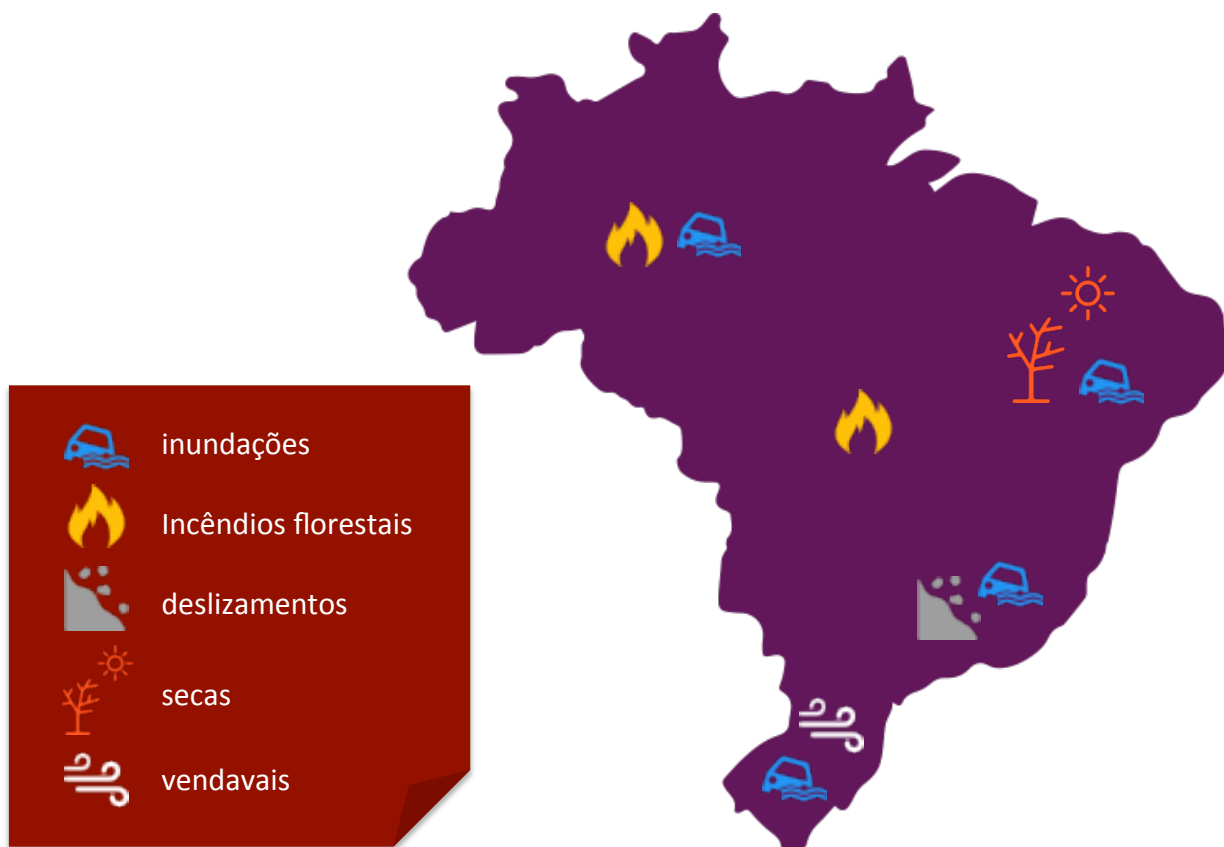 inundações
Incêndios florestais
deslizamentos
secas
vendavais